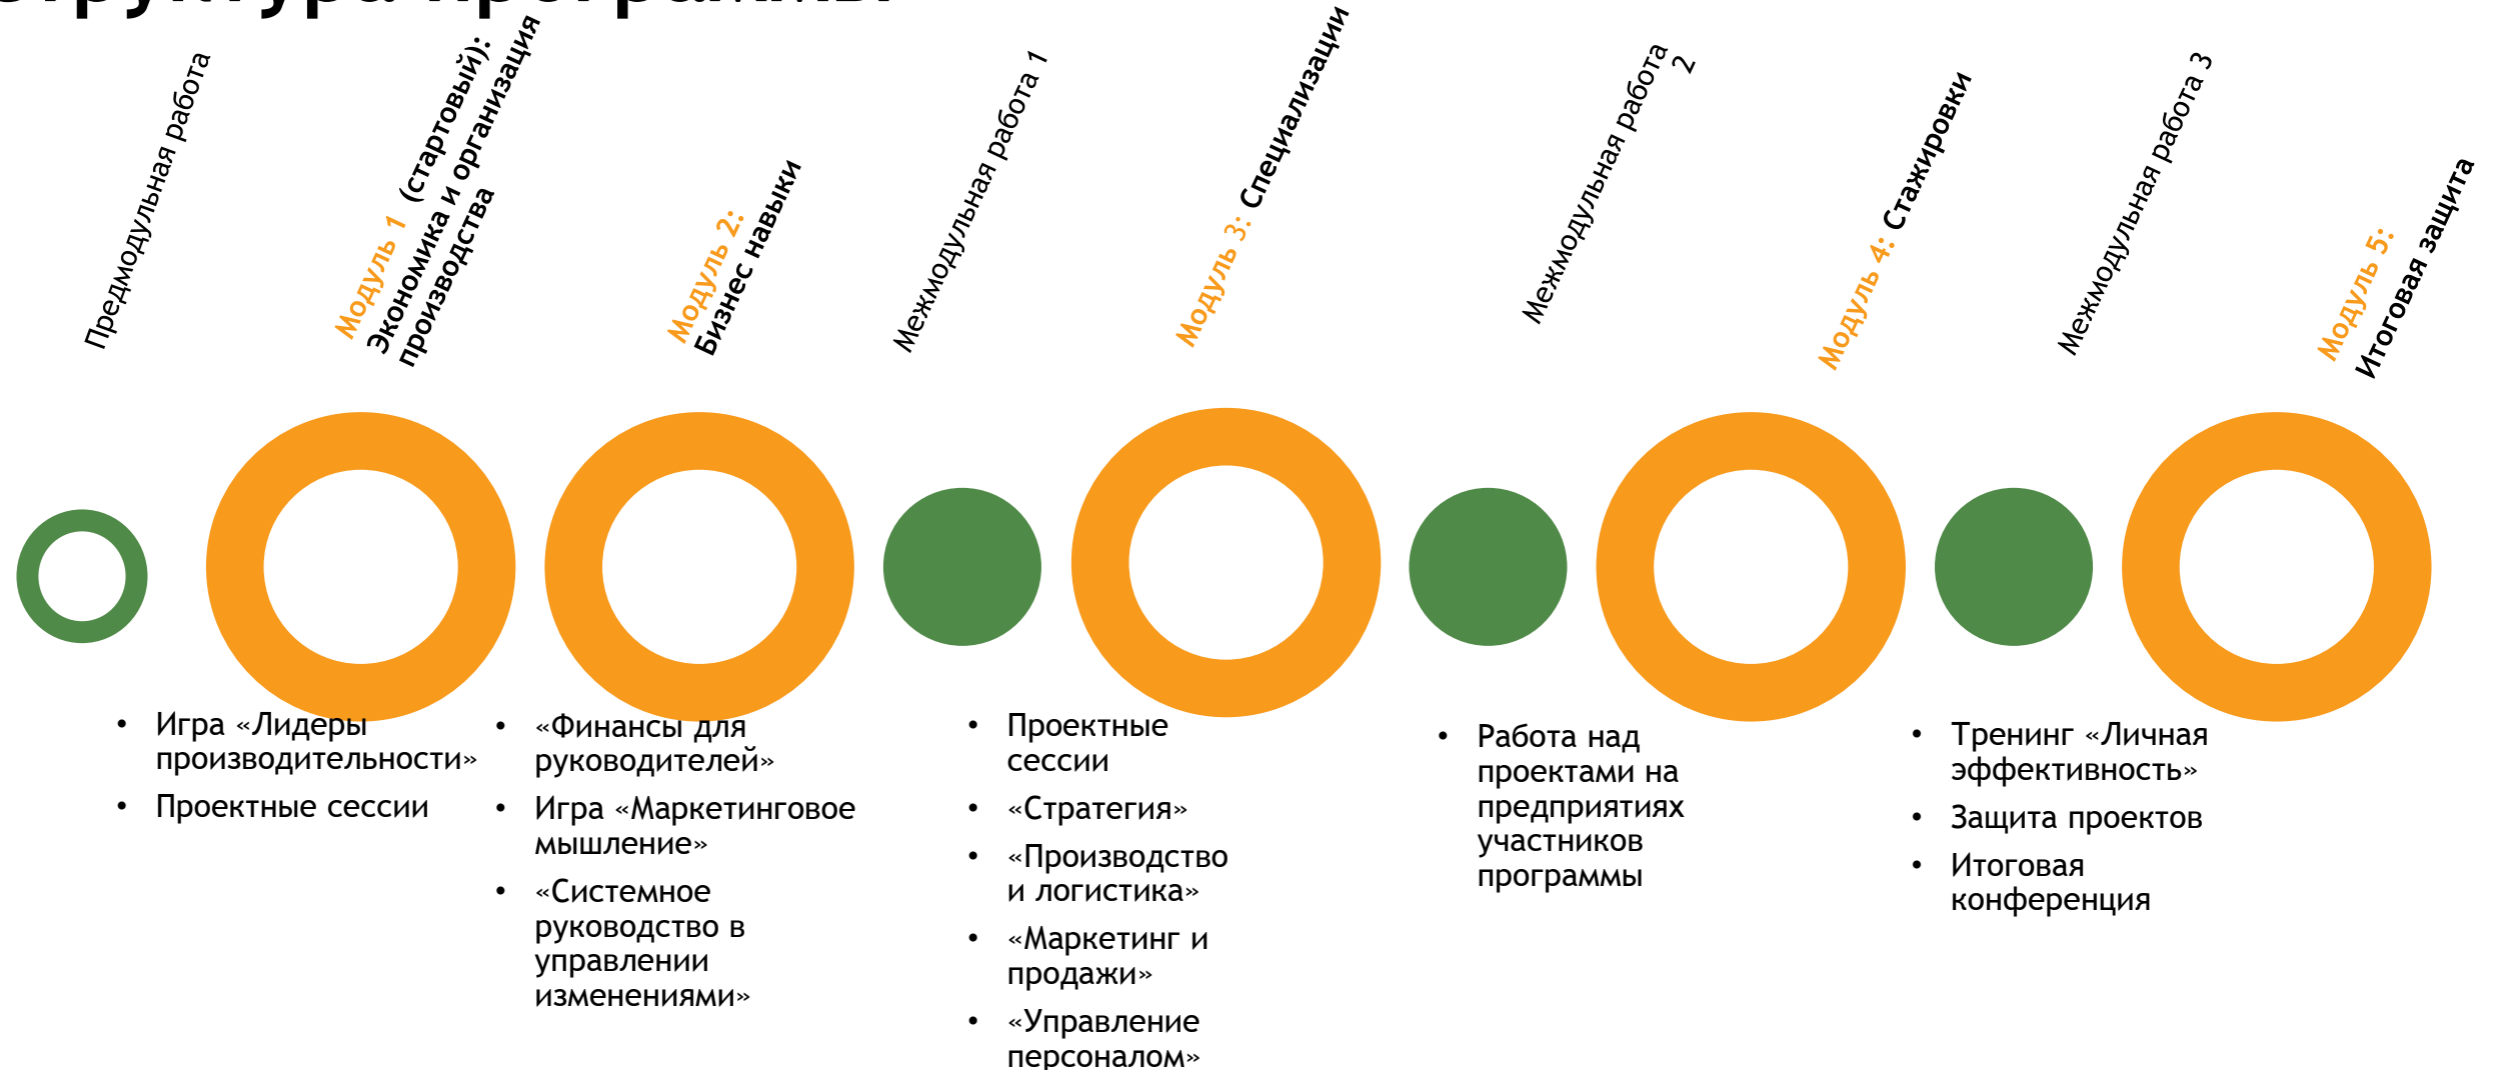 структура программы
Предмодульная работа
Модуль 1 (стартовый):
Экономика и организация
производства
Модуль 2:
Бизнес навыки
Межмодульная работа 1
Модуль 3: Специализации
Межмодульная работа
2
Модуль 4: Стажировки
Межмодульная работа 3
Модуль 5:
Итоговая защита
• Игра «Лидеры
производительности»
• Проектные сессии
• «Финансы для
руководителей»
• Игра «Маркетинговое
мышление»
• «Системное
руководство в
управлении
изменениями»
• Проектные
сессии
• «Стратегия»
• «Производство
и логистика»
• «Маркетинг и
продажи»
• «Управление
персоналом»
• Работа над
проектами на
предприятиях
участников
программы
• Тренинг «Личная
эффективность»
• Защита проектов
• Итоговая
конференция